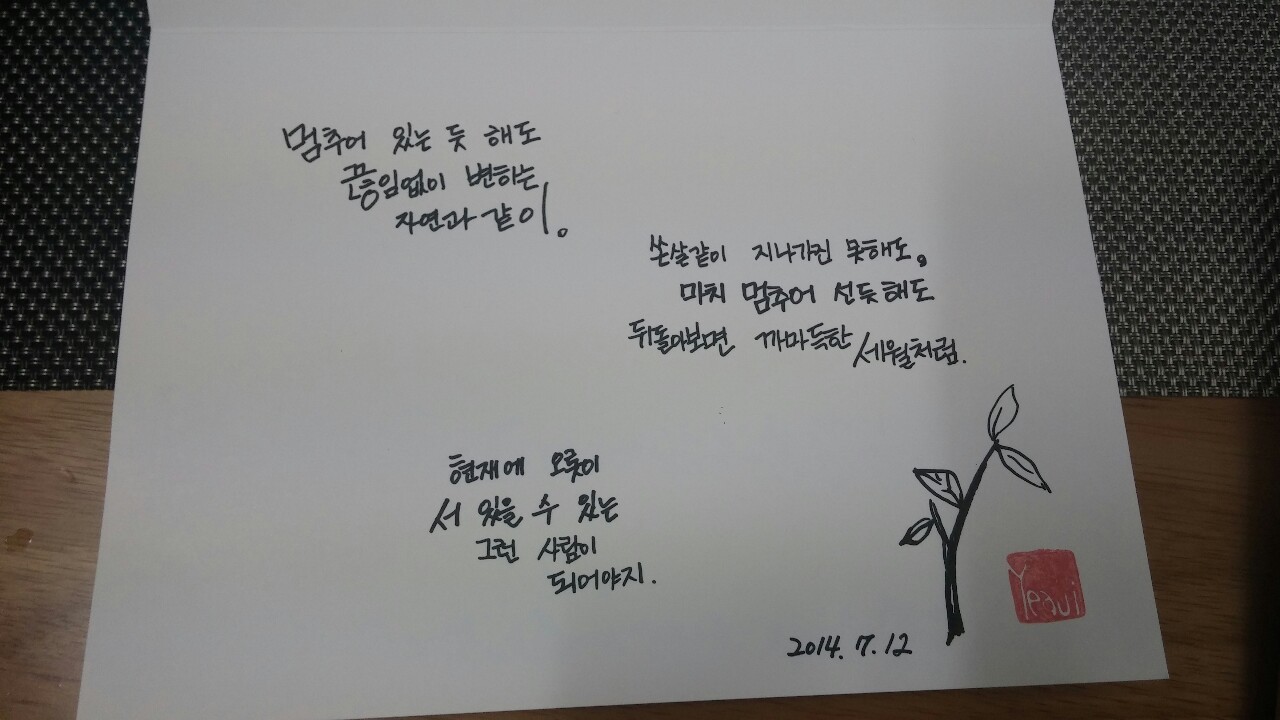 멈추어 있는 듯 해도
끊임없이 변하는
자연과 같이.
쏜살같이 지나가진 못해도.
마치 멈추어 선듯해도
뒤돌아보면 까마득한 세월처럼.
현재에 오롯이
서 있을 수 있는
그런 사람이
되어야지.
2014. 7. 12
Yeaui